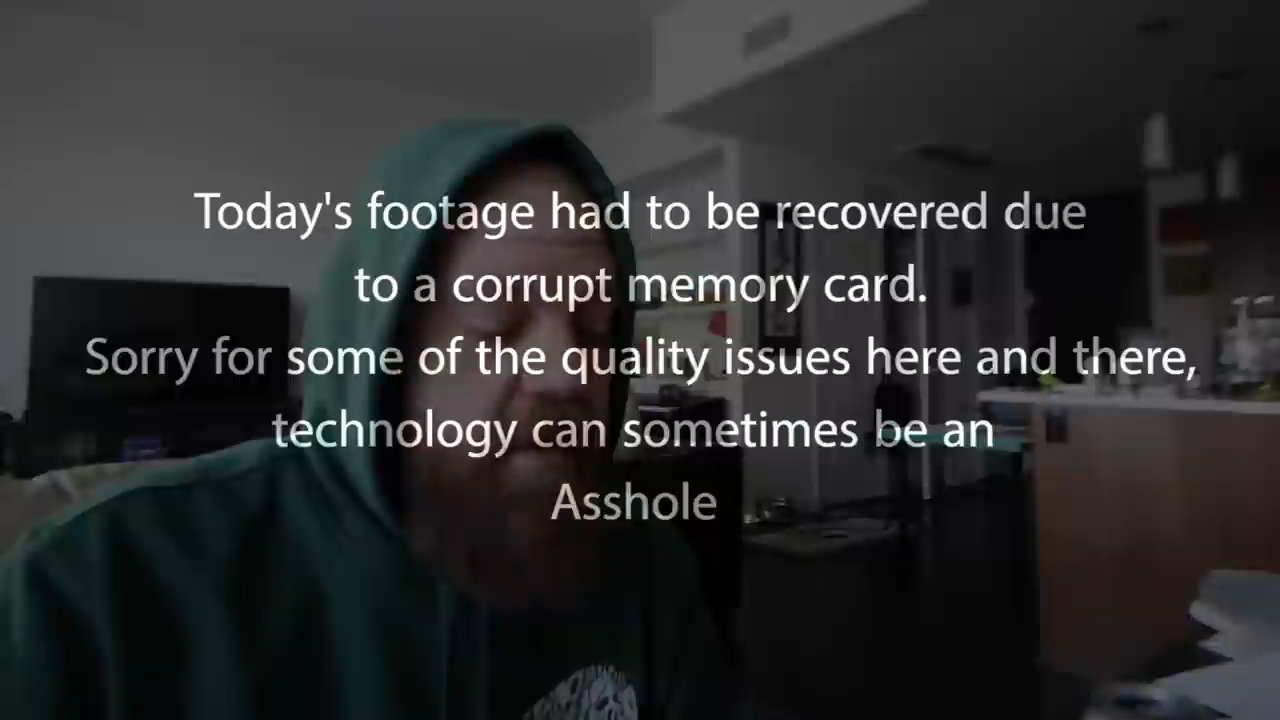 Today's footage had to be recovered due
to a corrupt memory card.
Sorry for some of the quality issues here and there,
technology can sometimes be an
Asshole